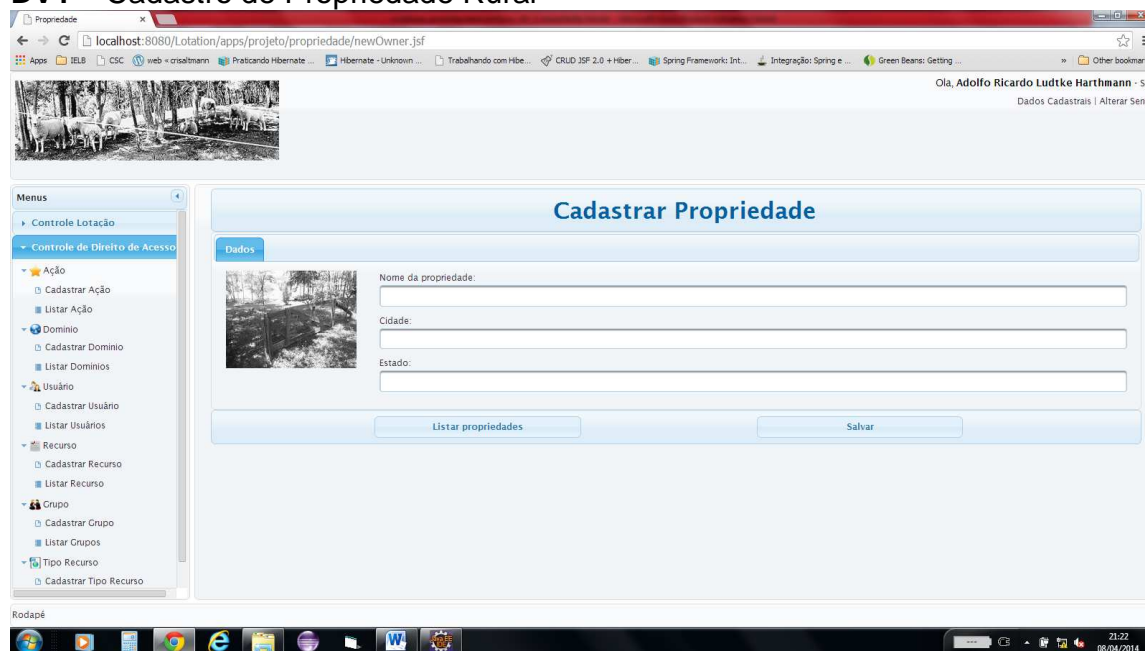 Cadastro de Propriedade Rural
Propriedade
localhost:8080/Lotation/apps/projeto/propriedade/newOwner.jsf
Apps IELB CSC web « crisaltmann Praticando Hibernate ... Hibernate - Unknown ... Trabalhando com Hibe... CRUD JSF 2.0 + Hiber... Spring Framework: Int... Integração: Spring e ... Green Beans: Getting ... » Other bookmar
Ola, Adolfo Ricardo Ludtke Harthmann - S
Dados Cadastrais | Alterar Sen
Menus
Controle Lotação
Controle de Direito de Acesso
Ação
Cadastrar Ação
Listar Ação
Dominio
Cadastrar Dominio
Listar Dominios
Usuário
Cadastrar Usuário
Listar Usuários
Recurso
Cadastrar Recurso
Listar Recurso
Grupo
Cadastrar Grupo
Listar Grupos
Tipo Recurso
Cadastrar Tipo Recurso
Cadastrar Propriedade
Dados
Nome da propriedade:
Cidade:
Estado:
Listar propriedades
Salvar
Rodapé
21:22
08/04/2014